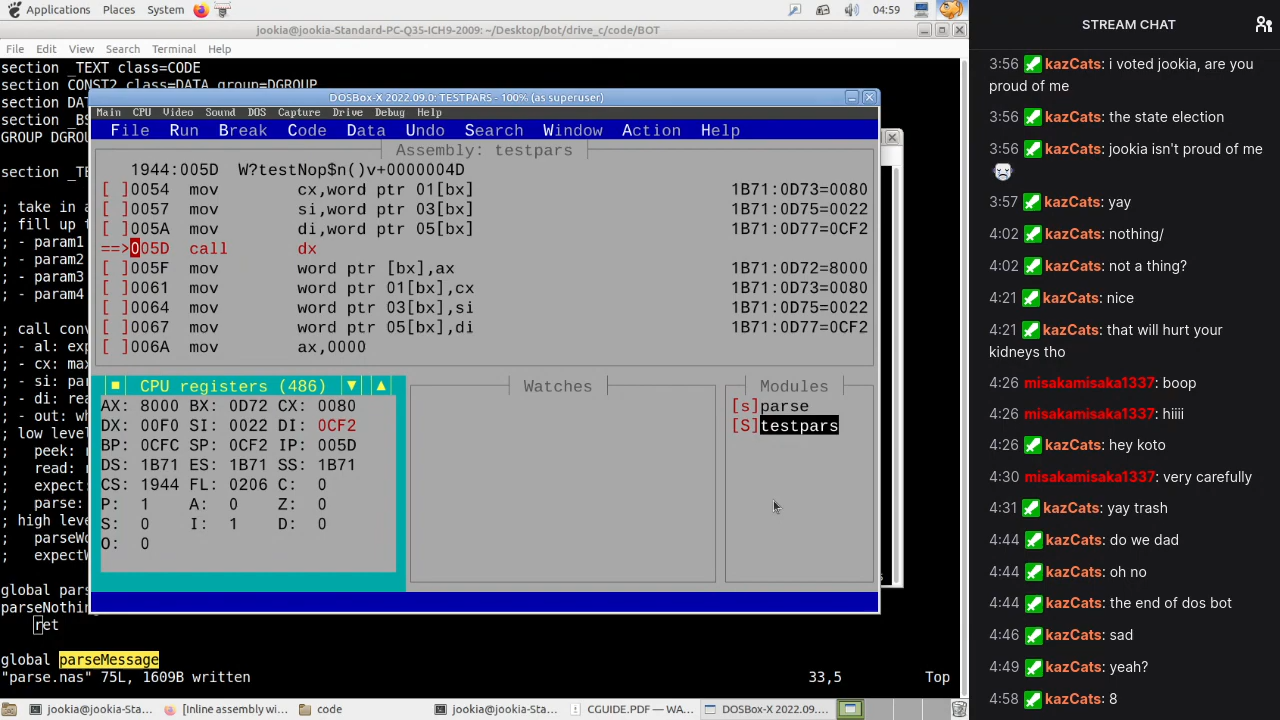 Applications Places System 04:59
jookia@jookia-Standard-PC-Q35-ICH9-2009: ~/Desktop/bot/drive_c/code/BOT
File Edit View Search Terminal Help
section _TEXT class=CODE
section CONST2 class=DATA group=DGROUP
section DA
section _BS
GROUP DGRO
section _TE
; take in a
; fill up t
; - param1
; - param2
; - param3
; - param4
; call conv
; - al: exp
; - cx: max
; - si: par
; - di: rea
; - out: wh
; low level
; peek: r
; read: r
; expect:
; parse:
; high leve
; parseWo
; expectW
global pars
parseNothin
ret
global parseMessage
"parse.nas" 75L, 1609B written 33,5 Top
DOSBox-X 2022.09.0: TESTPARS - 100% (as superuser)
Main CPU Video Sound DOS Capture Drive Debug Help
File Run Break Code Data Undo Search Window Action Help
Assembly: testpars
1944:005D W?testNop$n()v+0000004D
[ ]0054 mov cx,word ptr 01[bx] 1B71:0D73=0080
[ ]0057 mov si,word ptr 03[bx] 1B71:0D75=0022
[ ]005A mov di,word ptr 05[bx] 1B71:0D77=0CF2
==>005D call dx
[ ]005F mov word ptr [bx],ax 1B71:0D72=8000
[ ]0061 mov word ptr 01[bx],cx 1B71:0D73=0080
[ ]0064 mov word ptr 03[bx],si 1B71:0D75=0022
[ ]0067 mov word ptr 05[bx],di 1B71:0D77=0CF2
[ ]006A mov ax,0000
CPU registers (486)
AX: 8000 BX: 0D72 CX: 0080
DX: 00F0 SI: 0022 DI: 0CF2
BP: 0CFC SP: 0CF2 IP: 005D
DS: 1B71 ES: 1B71 SS: 1B71
CS: 1944 FL: 0206 C: 0
P: 1 A: 0 Z: 0
S: 0 I: 1 D: 0
O: 0
Watches
Modules
[s]parse
[S]testpars
jookia@jookia-Sta... [Inline assembly wi... ce jookia@jookia-Sta... CGUIDE.PDF — WA... DOSBox-X 2022.09....
STREAM CHAT
3:56 kazCats: i voted jookia, are you
proud of me
3:56 kazCats: the state election
3:56 kazCats: jookia isn't proud of me
3:57 kazCats: yay
4:02 kazCats: nothing/
4:02 kazCats: not a thing?
4:21 kazCats: nice
4:21 kazCats: that will hurt your
kidneys tho
4:26 misakamisaka1337: boop
4:26 misakamisaka1337: hiiii
4:26 kazCats: hey koto
4:30 misakamisaka1337: very carefully
4:31 kazCats: yay trash
4:44 kazCats: do we dad
4:44 kazCats: oh no
4:44 kazCats: the end of dos bot
4:46 kazCats: sad
4:49 kazCats: yeah?
4:58 kazCats: 8